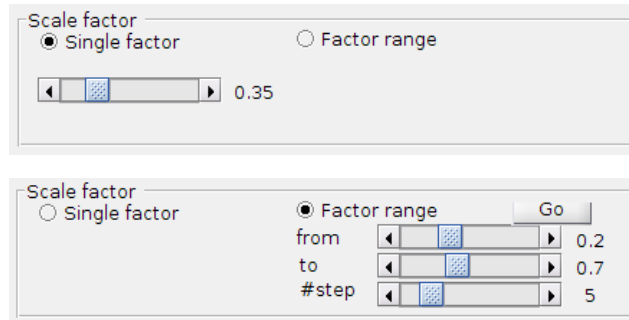 Scale factor
Single factor Factor range
0.35
Scale factor
Single factor Factor range Go
from 0.2
to 0.7
#step 5